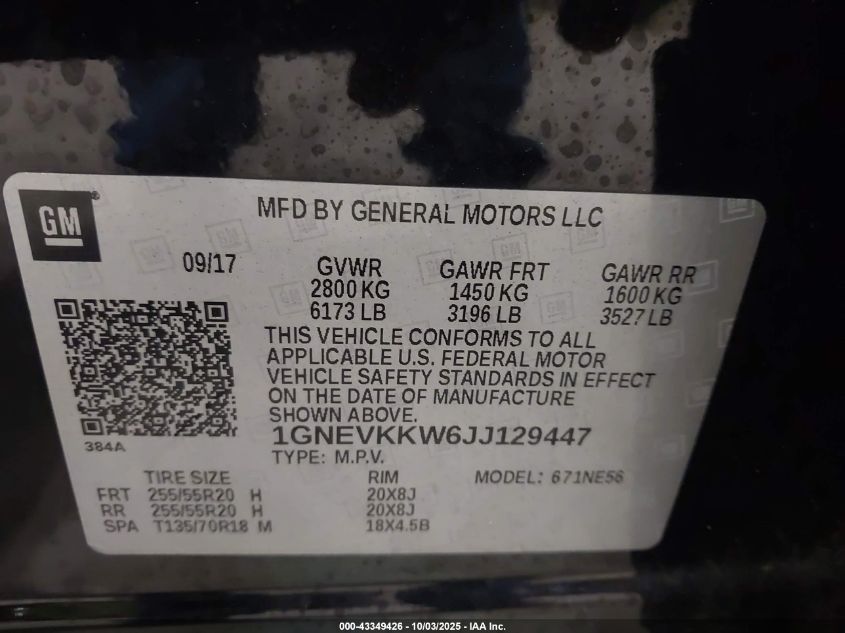 GM
MFD BY GENERAL MOTORS LLC
09/17 GVWR GAWR FRT GAWR RR
2800 KG 1450 KG 1600 KG
6173 LB 3196 LB 3527 LB
THIS VEHICLE CONFORMS TO ALL
APPLICABLE U.S. FEDERAL MOTOR
VEHICLE SAFETY STANDARDS IN EFFECT
ON THE DATE OF MANUFACTURE
SHOWN ABOVE.
384A
1GNEVKKW6JJ129447
TYPE: M.P.V.
TIRE SIZE RIM MODEL: 671NE56
FRT 255/55R20 H 20X8J
RR 255/55R20 H 20X8J
SPA T135/70R18 M 18X4.5B
000-43349426 - 10/03/2025 - IAA Inc.